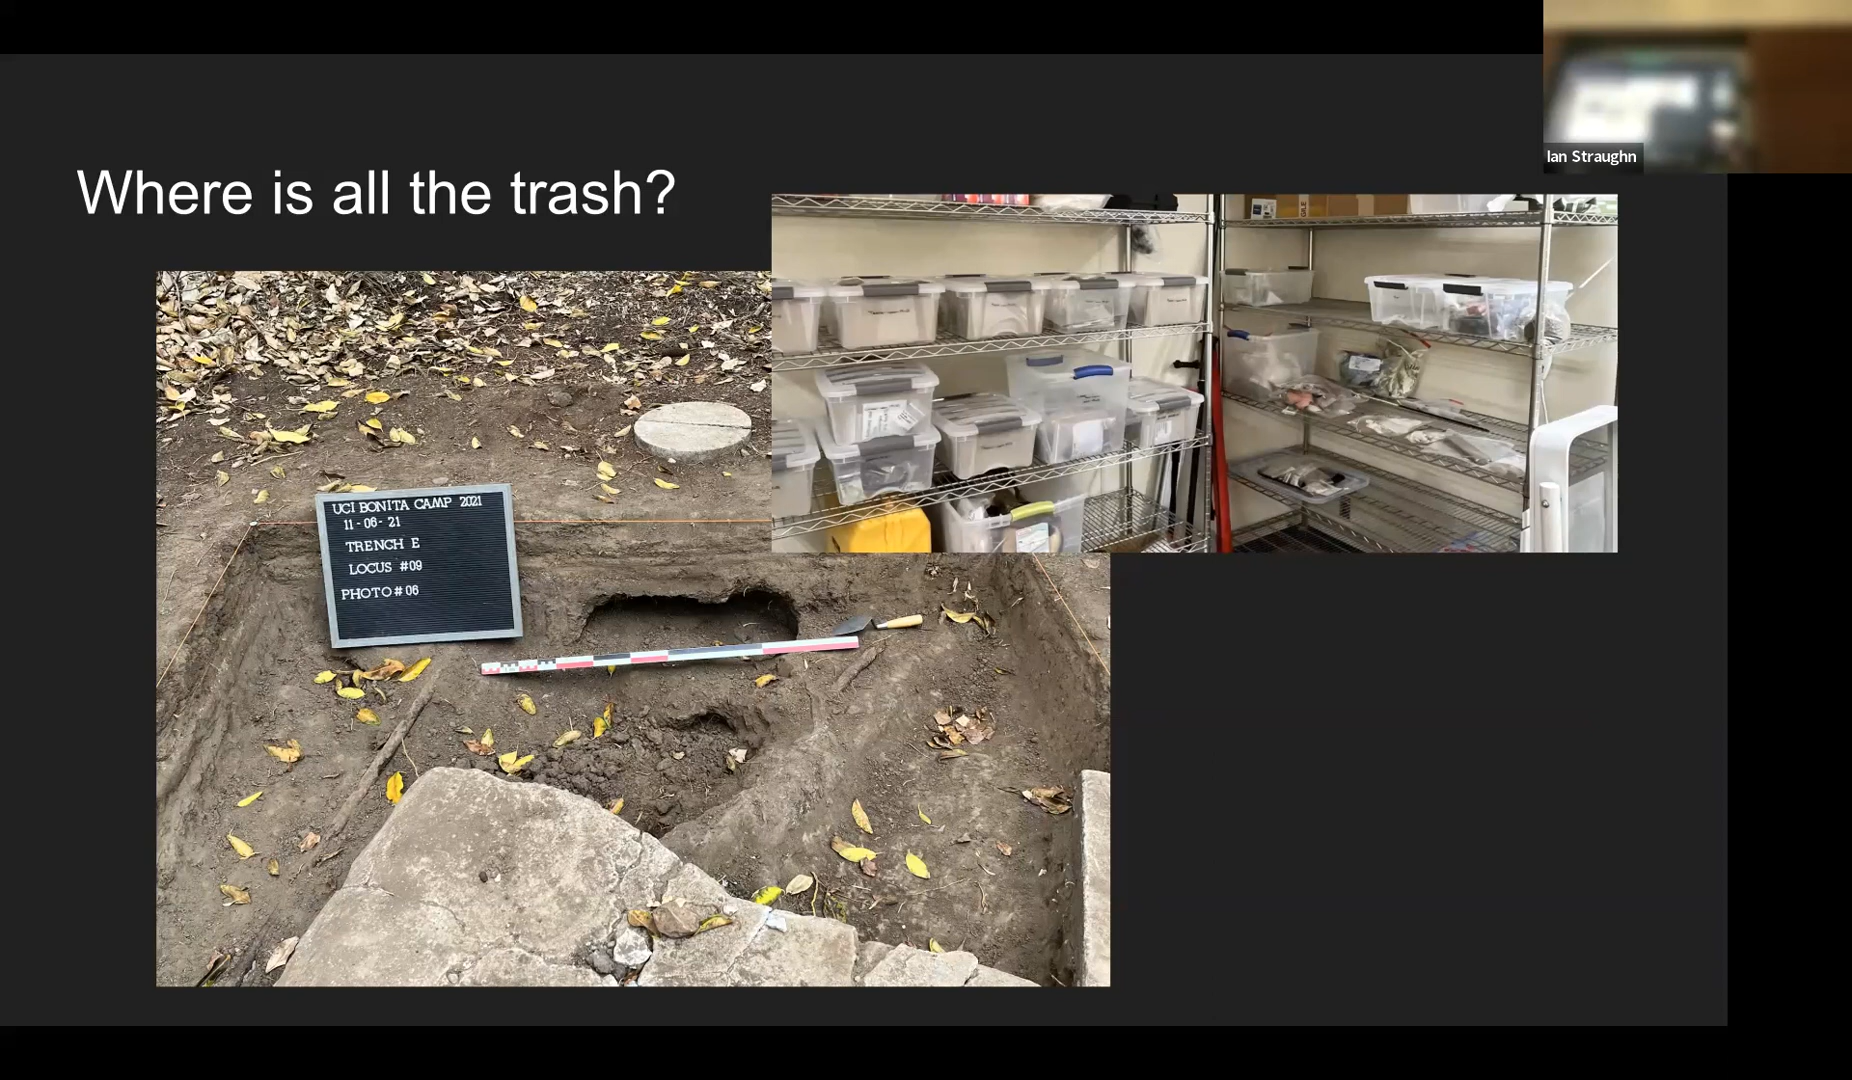 Ian Straughn
Where is all the trash?
UCI BONITA CAMP 2021
11-06-21
TRENCH E
LOCUS #09
PHOTO #06